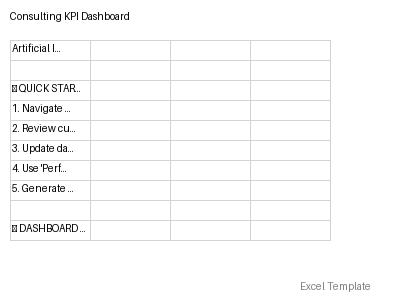 Consulting KPI Dashboard
Artificial I...
QUICK STAR...
1. Navigate ...
2. Review cu...
3. Update da...
4. Use 'Perf...
5. Generate ...
DASHBOARD...
Excel Template